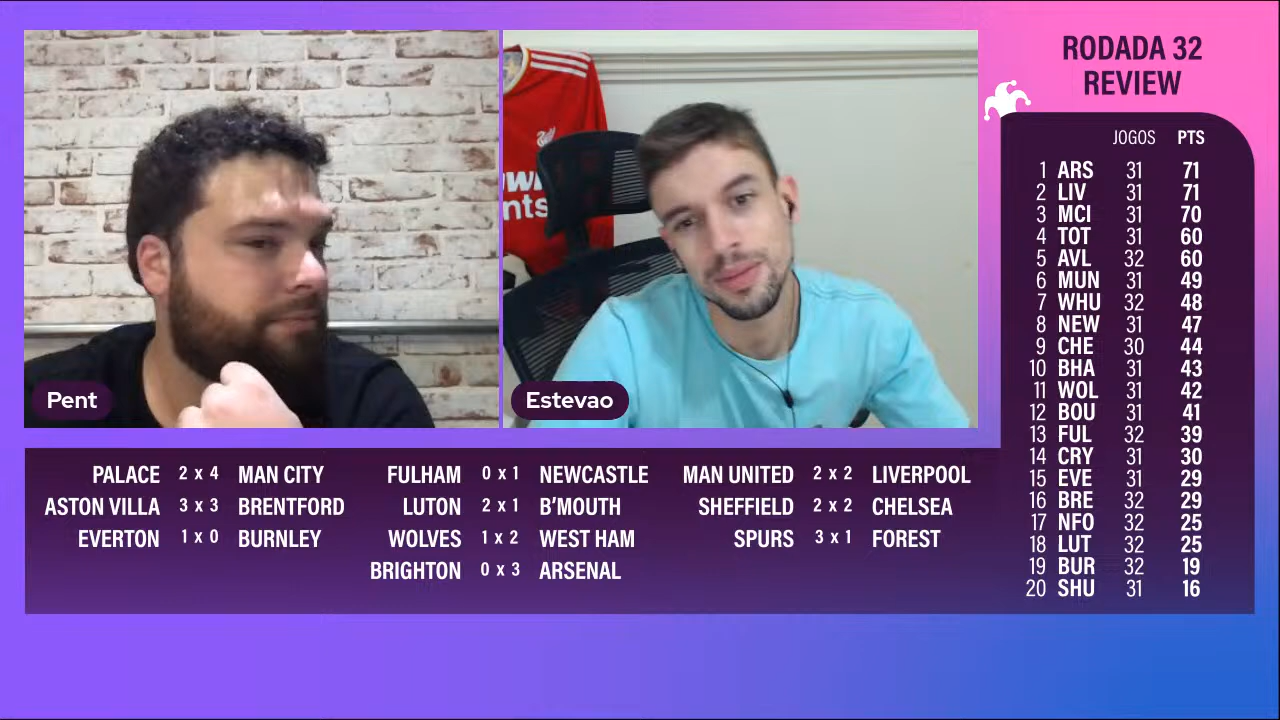 RODADA 32
REVIEW
JOGOS PTS
1 ARS 31 71
2 LIV 31 71
3 MCI 31 70
4 TOT 31 60
5 AVL 32 60
6 MUN 31 49
7 WHU 32 48
8 NEW 31 47
9 CHE 30 44
10 BHA 31 43
11 WOL 31 42
12 BOU 31 41
13 FUL 32 39
14 CRY 31 30
15 EVE 31 29
16 BRE 32 29
17 NFO 32 25
18 LUT 32 25
19 BUR 32 19
20 SHU 31 16
nts
Pent
Estevao
PALACE 2 x 4 MAN CITY
ASTON VILLA 3 x 3 BRENTFORD
EVERTON 1 x 0 BURNLEY
FULHAM 0 x 1 NEWCASTLE
LUTON 2 x 1 B'MOUTH
WOLVES 1 x 2 WEST HAM
BRIGHTON 0 x 3 ARSENAL
MAN UNITED 2 x 2 LIVERPOOL
SHEFFIELD 2 x 2 CHELSEA
SPURS 3 x 1 FOREST